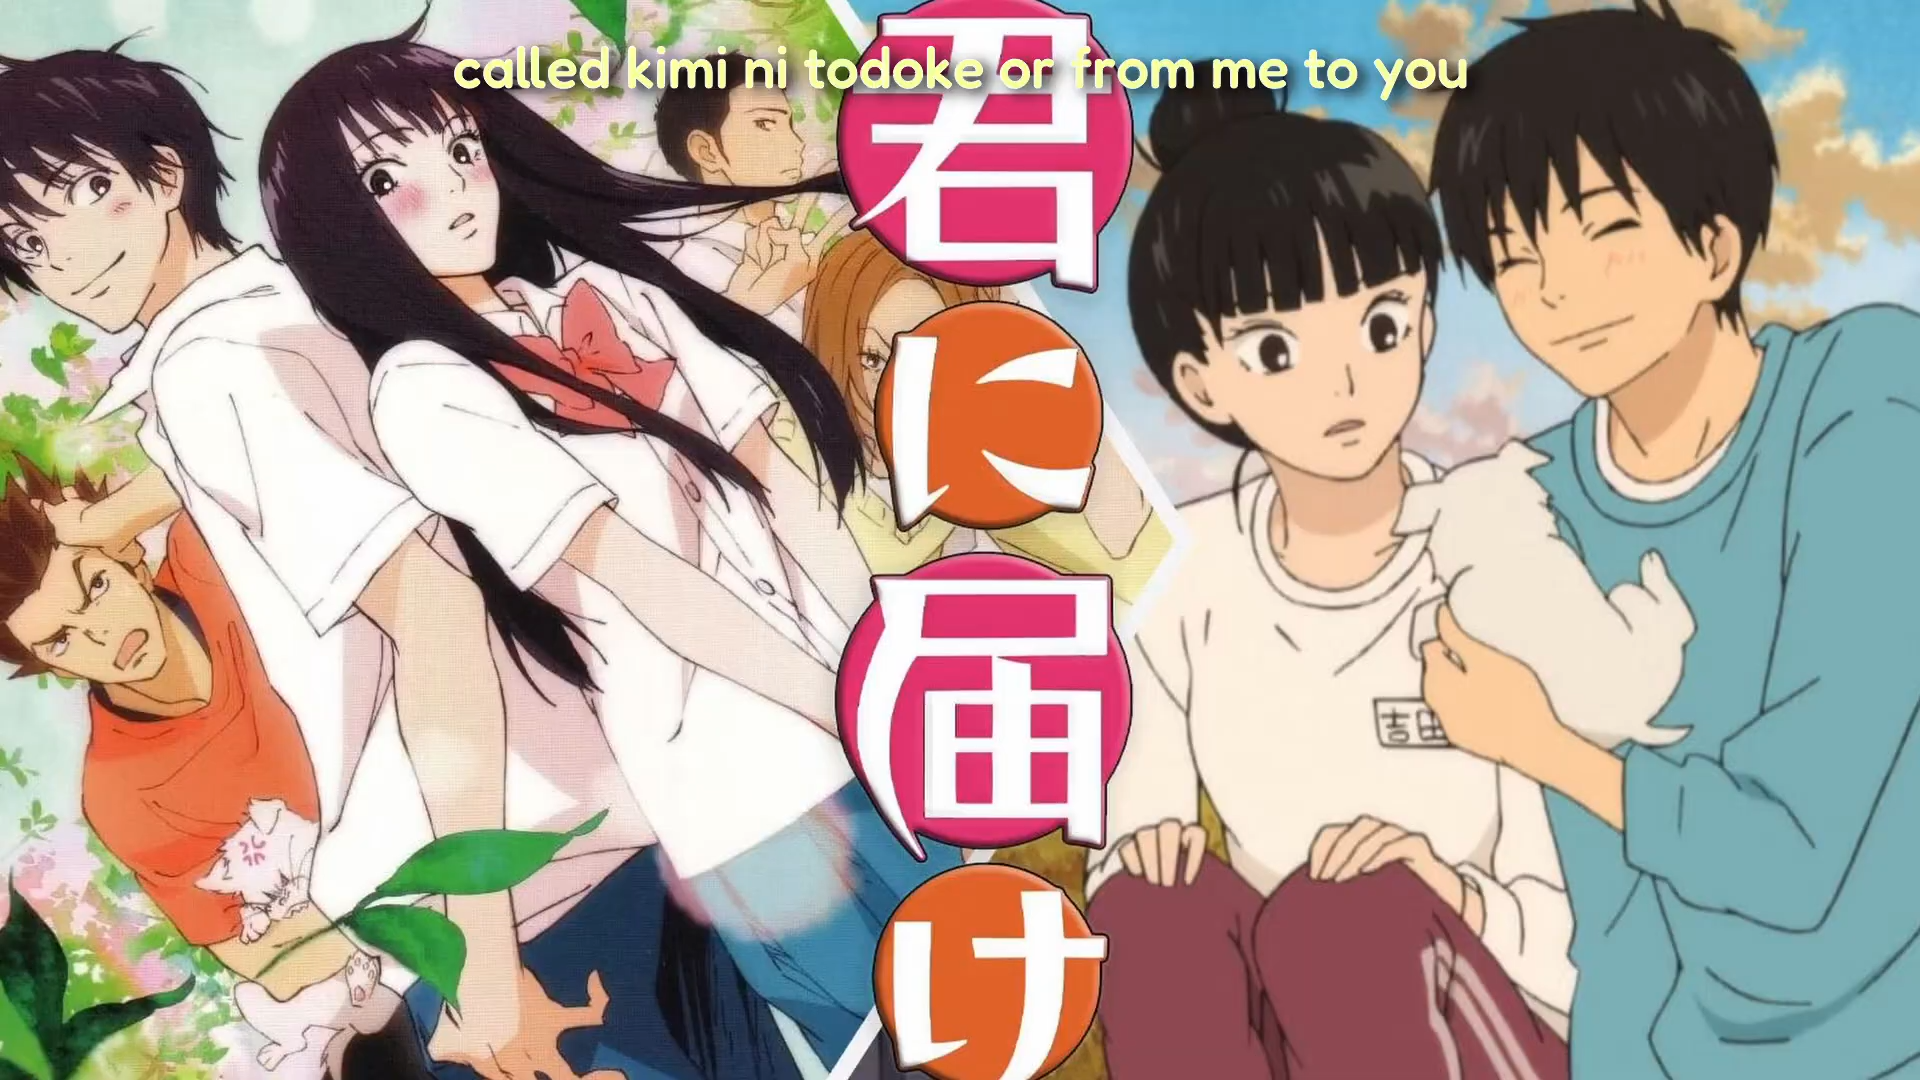 called kimi ni todoke or from me to you
君に届け
吉田